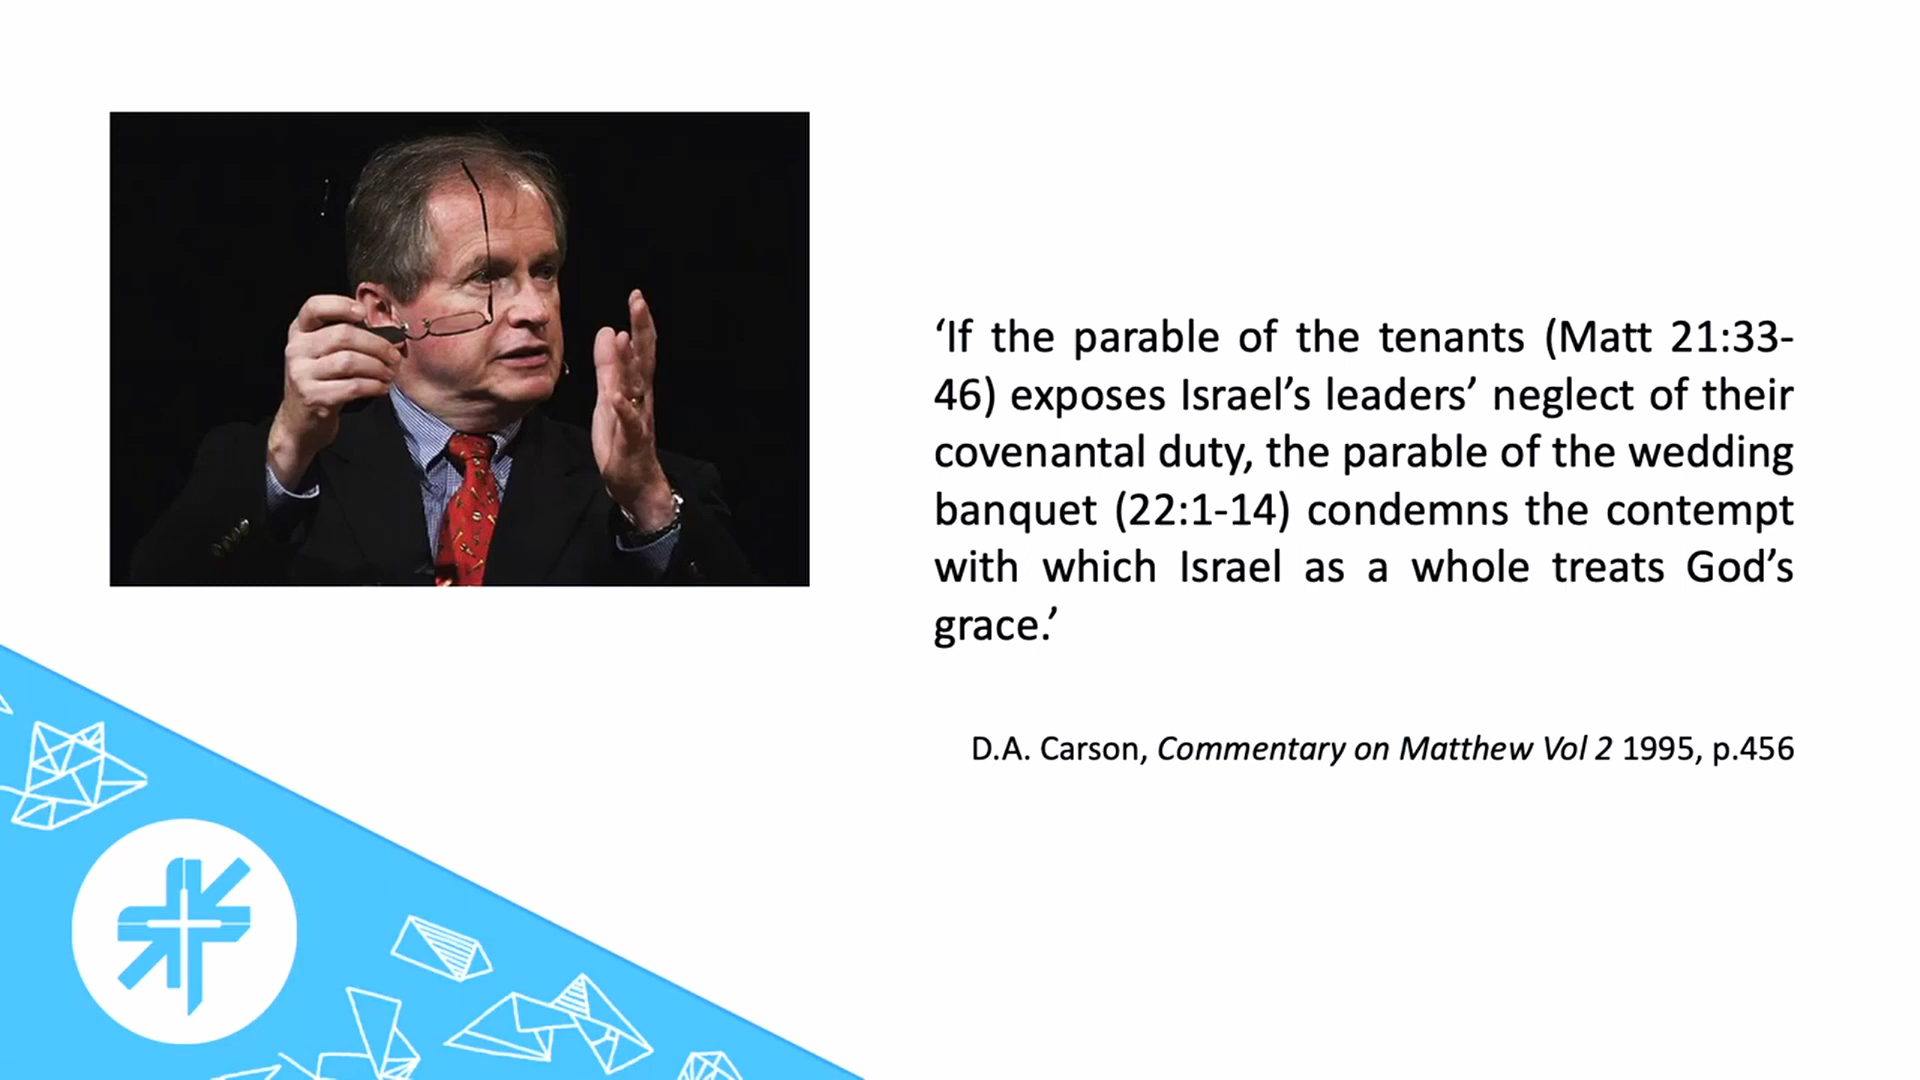 ‘If the parable of the tenants (Matt 21:33-
46) exposes Israel’s leaders’ neglect of their
covenantal duty, the parable of the wedding
banquet (22:1-14) condemns the contempt
with which Israel as a whole treats God’s
grace.’
D.A. Carson, Commentary on Matthew Vol 2 1995, p.456